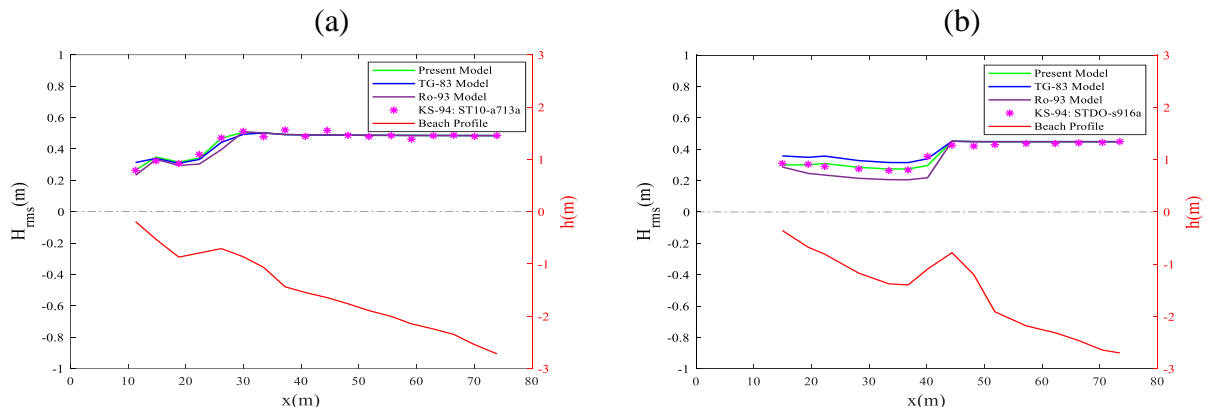 (a)
(b)
1
0.8
0.6
0.4
0.2
0
-0.2
-0.4
-0.6
-0.8
-1
H_rms(m)
3
2
1
0
-1
-2
-3
h(m)
0 10 20 30 40 50 60 70 80
x(m)
Present Model
TG-83 Model
Ro-93 Model
KS-94: ST10-a713a
Beach Profile
1
0.8
0.6
0.4
0.2
0
-0.2
-0.4
-0.6
-0.8
-1
H_rms(m)
3
2
1
0
-1
-2
-3
h(m)
0 10 20 30 40 50 60 70 80
x(m)
Present Model
TG-83 Model
Ro-93 Model
KS-94: STDO-s916a
Beach Profile